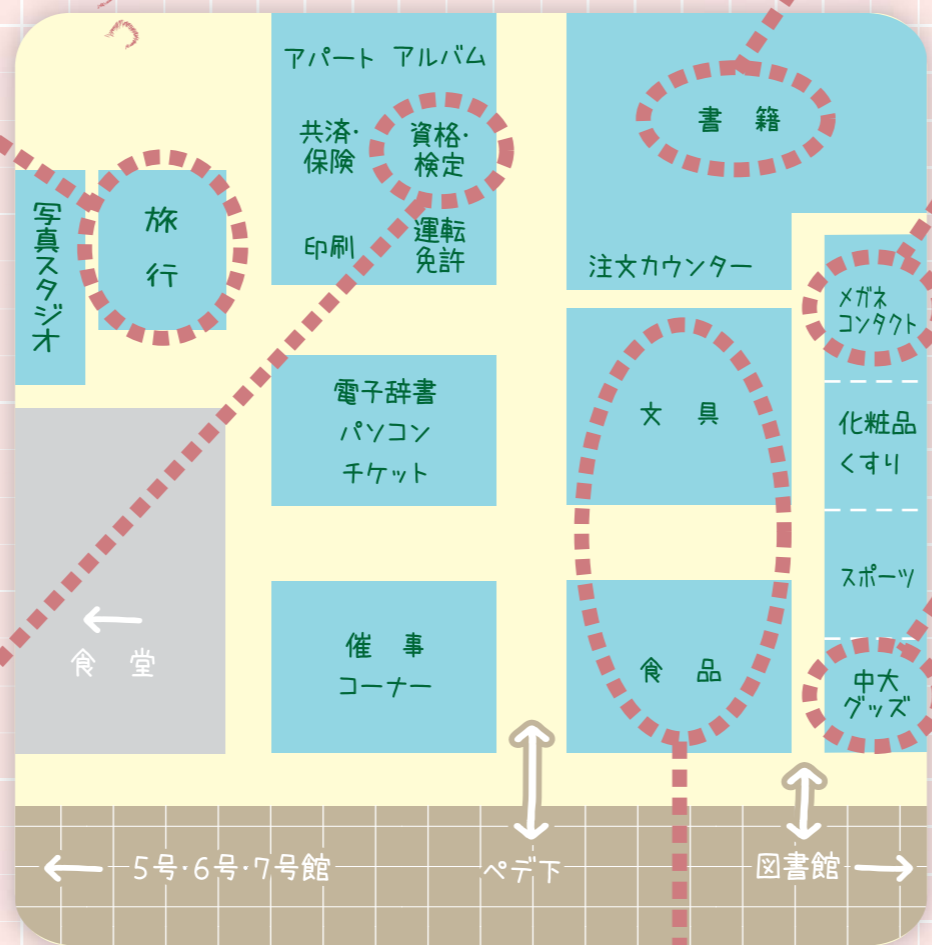 アパート アルバム
共済・
保険
資格・
検定
印刷
運転
免許
書 籍
注文カウンター
写真スタジオ
旅
行
メガネ
コンタクト
電子辞書
パソコン
チケット
文 具
化粧品
くすり
スポーツ
食 堂
催 事
コーナー
食 品
中大
グッズ
5号・6号・7号館
ペデ下
図書館